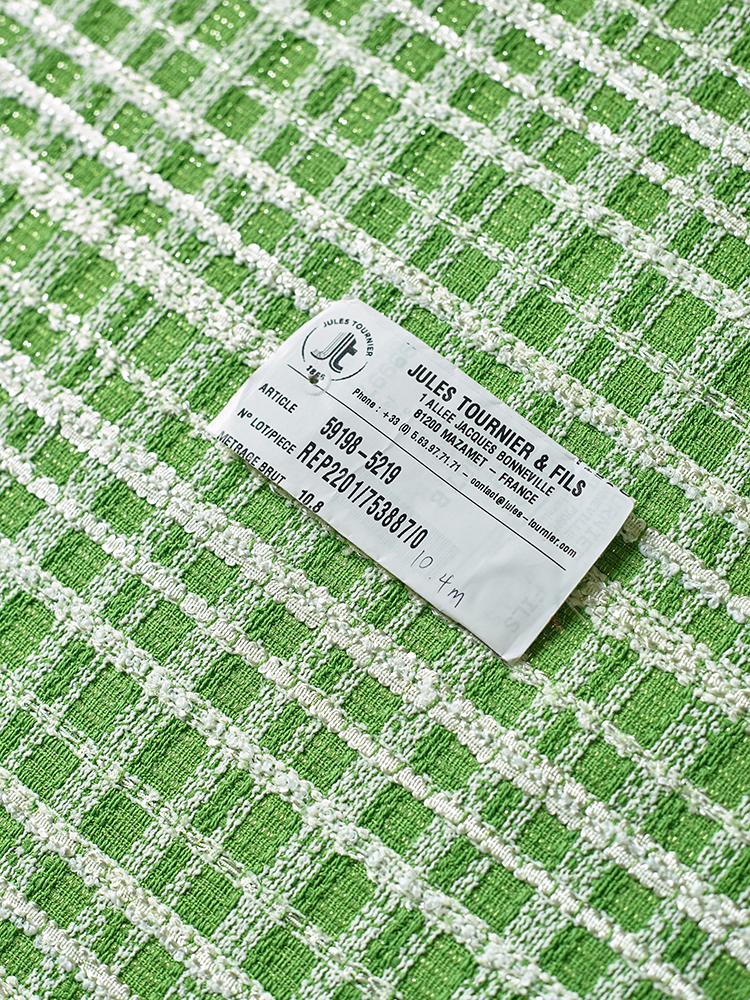 JULES TOURNIER
Jt
1865
JULES TOURNIER & FILS
1 ALLEE JACQUES BONNEVILLE
81200 MAZAMET - FRANCE
Phone : +33 (0) 5.63.97.71.71 - contact@jules-tournier.com
ARTICLE 59198-5219
N° LOT/PIECE REP2201/753887/0
METRAGE BRUT 10.8
10.4m